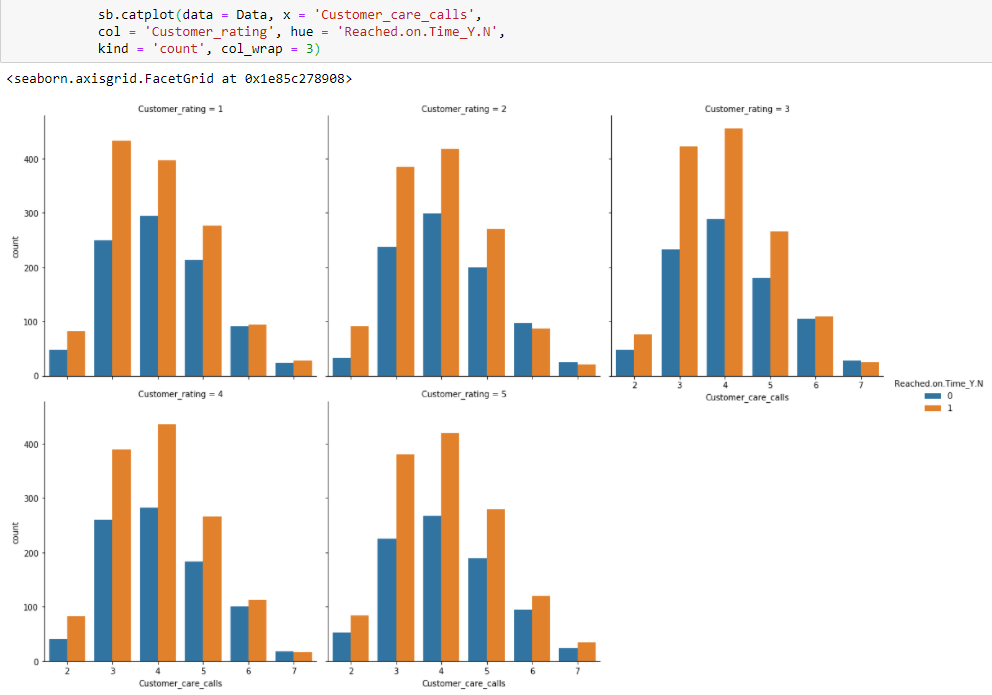 sb.catplot(data = Data, x = 'Customer_care_calls',
col = 'Customer_rating', hue = 'Reached.on.Time_Y.N',
kind = 'count', col_wrap = 3)
<seaborn.axisgrid.FacetGrid at 0x1e85c278908>
Customer_rating = 1
Customer_rating = 2
Customer_rating = 3
400
300
200
100
0
count
2 3 4 5 6 7
Customer_care_calls
Reached.on.Time_Y.N
0
1
Customer_rating = 4
Customer_rating = 5
400
300
200
100
0
count
2 3 4 5 6 7
Customer_care_calls
2 3 4 5 6 7
Customer_care_calls